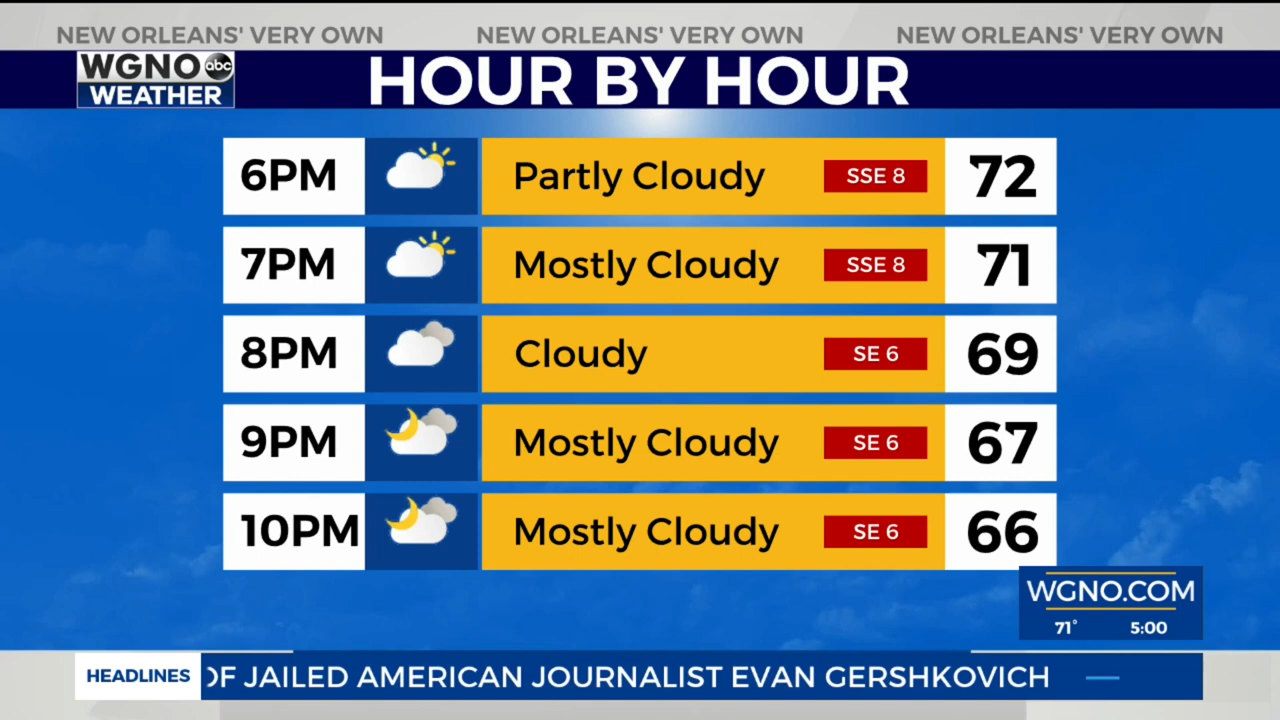 NEW ORLEANS' VERY OWN NEW ORLEANS' VERY OWN NEW ORLEANS' VERY OWN
WGNO abc
WEATHER
HOUR BY HOUR
6PM Partly Cloudy SSE 8 72
7PM Mostly Cloudy SSE 8 71
8PM Cloudy SE 6 69
9PM Mostly Cloudy SE 6 67
10PM Mostly Cloudy SE 6 66
WGNO.COM
71° 5:00
HEADLINES OF JAILED AMERICAN JOURNALIST EVAN GERSHKOVICH